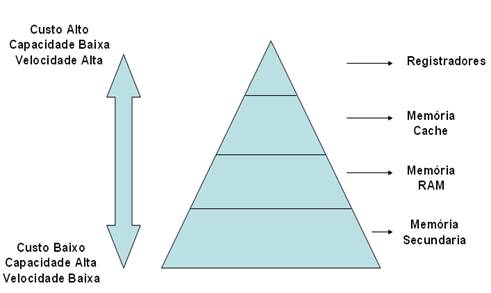 Custo Alto
Capacidade Baixa
Velocidade Alta
Registradores
Memória
Cache
Memória
RAM
Memória
Secundaria
Custo Baixo
Capacidade Alta
Velocidade Baixa